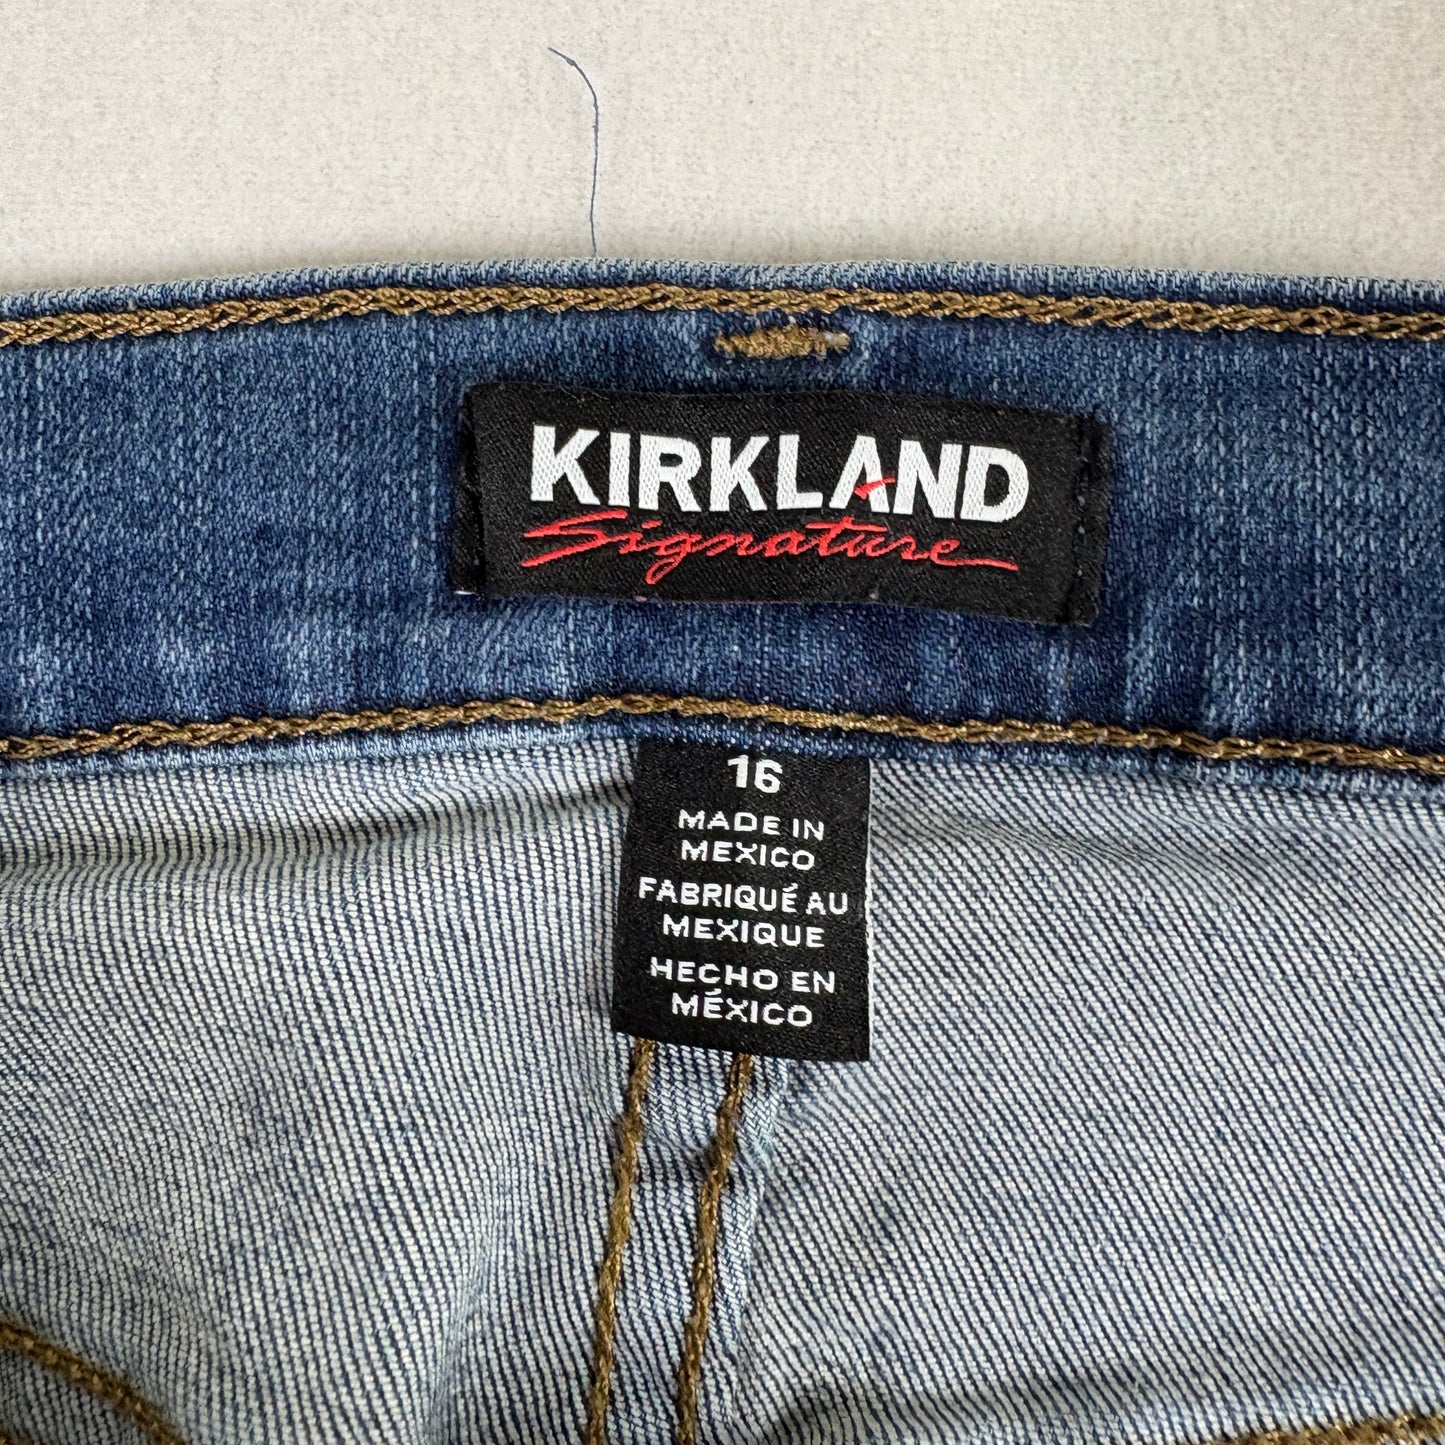 KIRKLAND
Signature
16
MADE IN
MEXICO
FABRIQUÉ AU
MEXIQUE
HECHO EN
MÉXICO